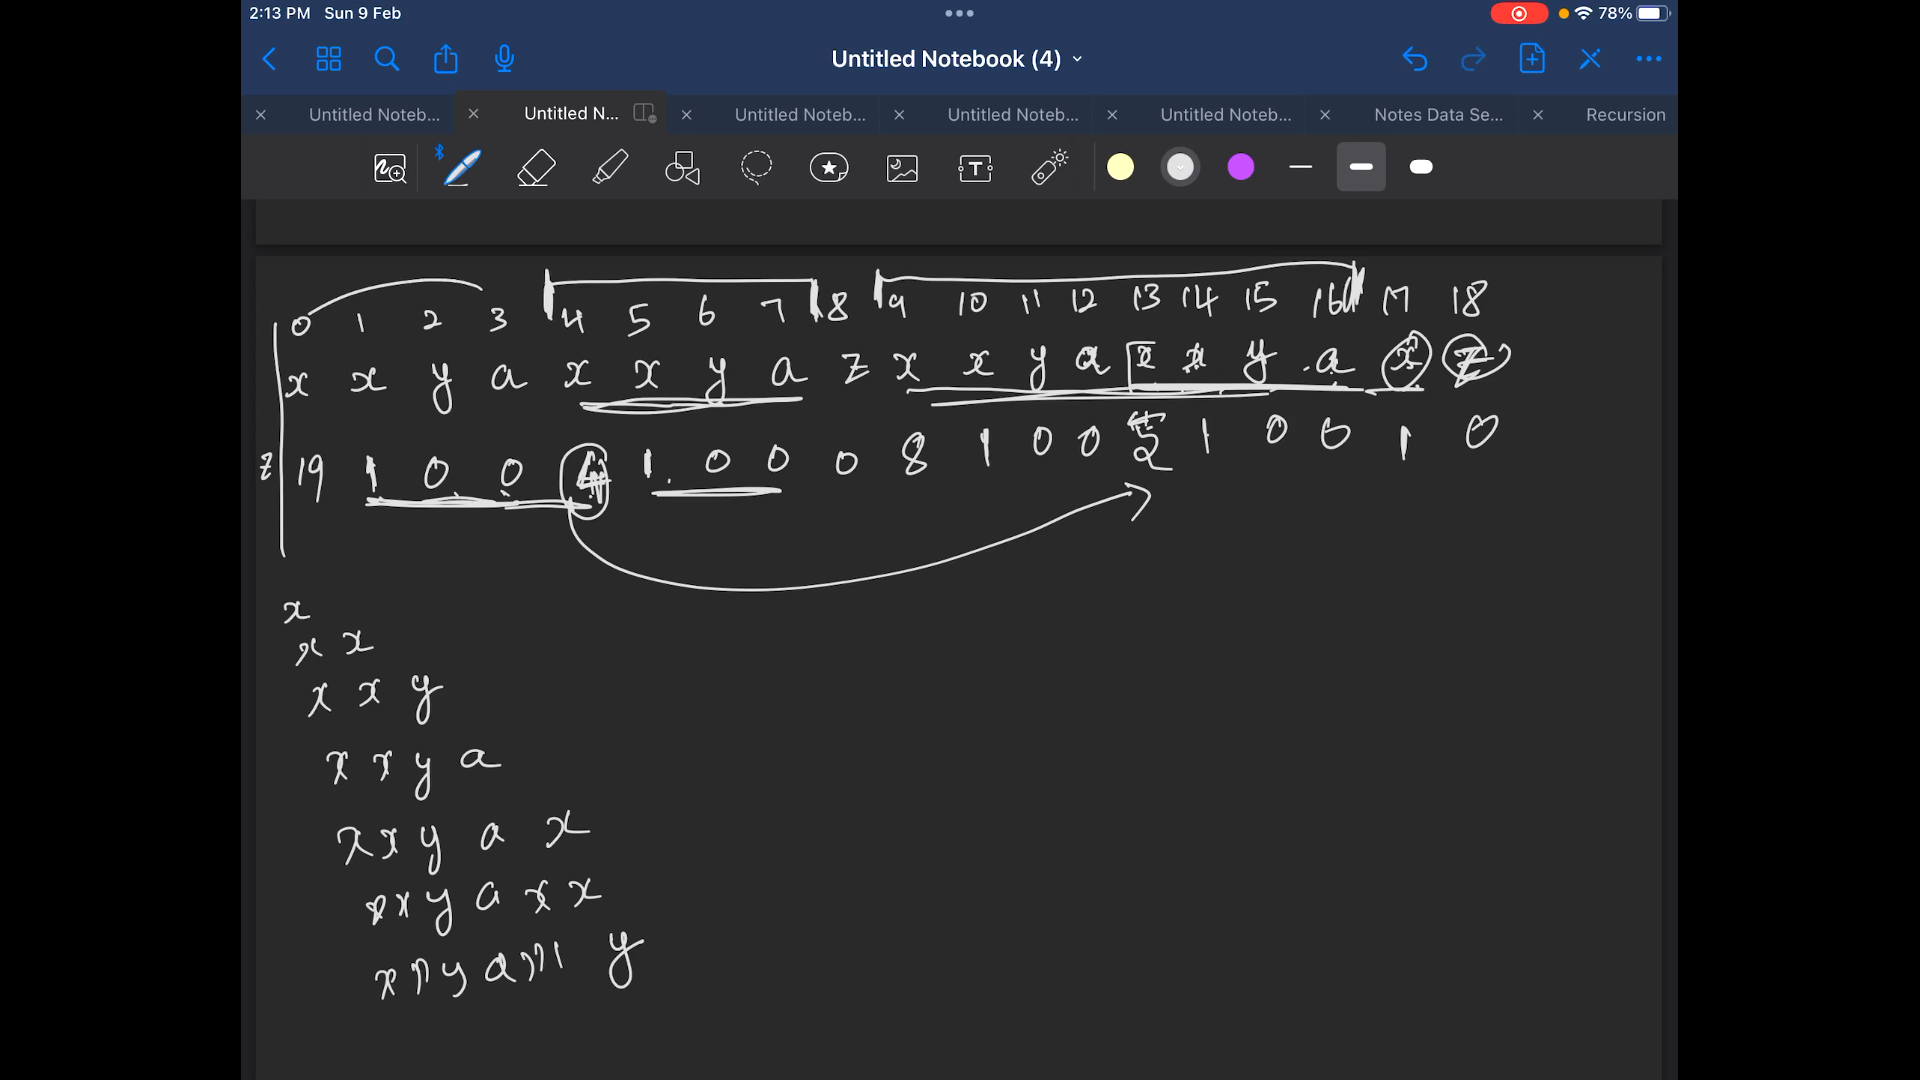 2:13 PM Sun 9 Feb
78%
Untitled Notebook (4)
Untitled Noteb...
Untitled N...
Untitled Noteb...
Untitled Noteb...
Untitled Noteb...
Notes Data Se...
Recursion
0 1 2 3 4 5 6 7 8 9 10 11 12 13 14 15 16 17 18
x x y a x x y a z x x y a x x y a x z
z 19 1 0 0 4 1 0 0 0 8 1 0 0 5 1 0 0 1 0
2
x
x x
x x y
x x y a
x x y a x
x x y a x x
x x y a x x y